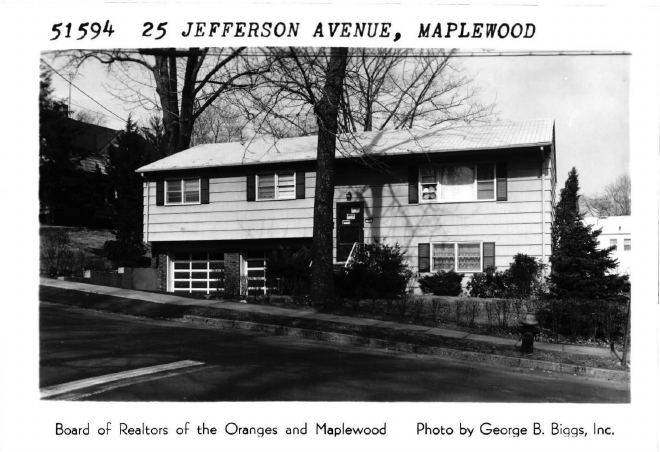 51594 25 JEFFERSON AVENUE, MAPLEWOOD
Board of Realtors of the Oranges and Maplewood Photo by George B. Biggs, Inc.